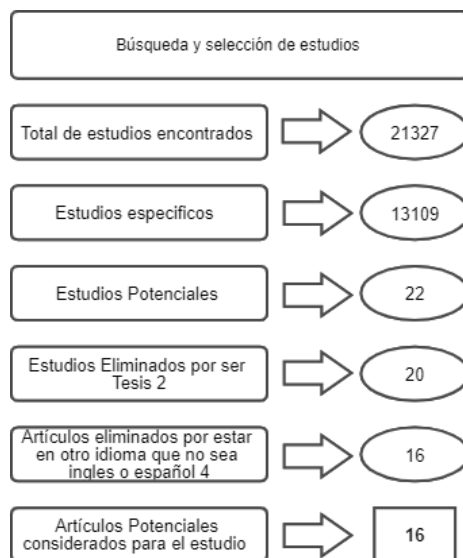 Búsqueda y selección de estudios
Total de estudios encontrados
21327
Estudios especificos
13109
Estudios Potenciales
22
Estudios Eliminados por ser
Tesis 2
20
Artículos eliminados por estar
en otro idioma que no sea
ingles o español 4
16
Artículos Potenciales
considerados para el estudio
16